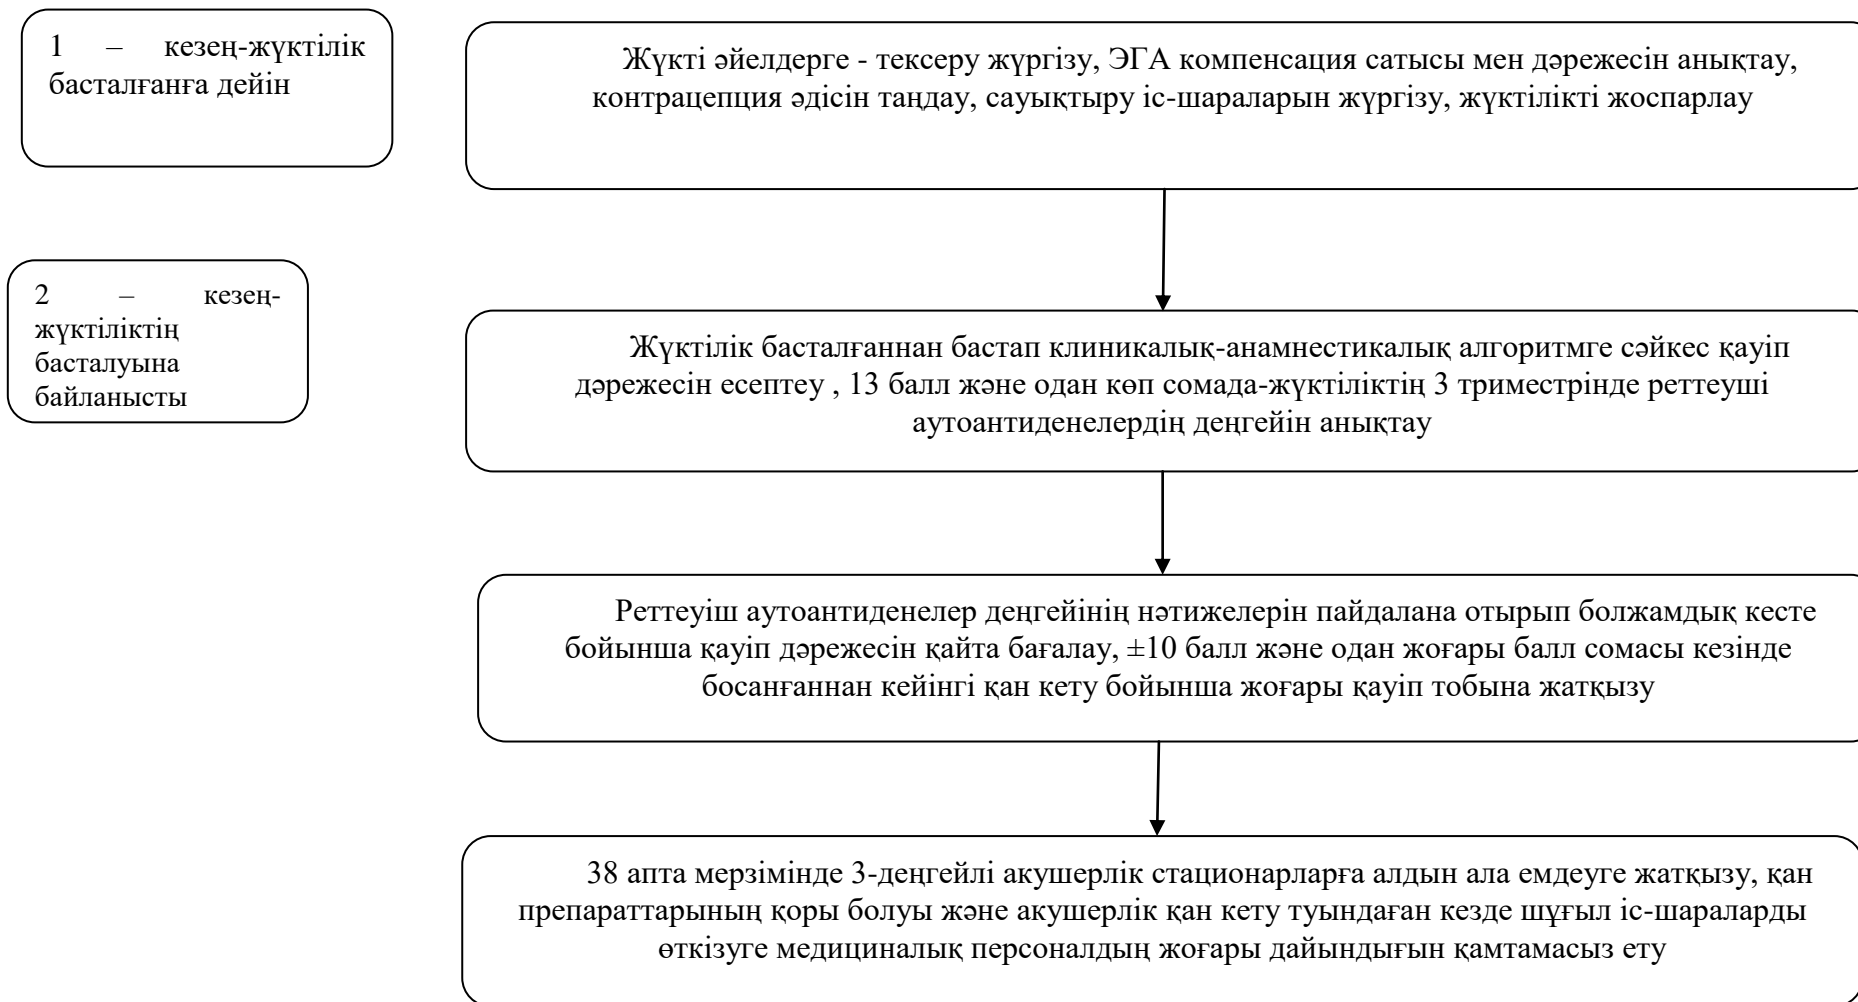 1 – кезең-жүктілік
басталғанға дейін
Жүкті әйелдерге - тексеру жүргізу, ЭГА компенсация сатысы мен дәрежесін анықтау,
контрацепция әдісін таңдау, сауықтыру іс-шараларын жүргізу, жүктілікті жоспарлау
2 – кезең-
жүктіліктің
басталуына
байланысты
Жүктілік басталғаннан бастап клиникалық-анамнестикалық алгоритмге сәйкес қауіп
дәрежесін есептеу , 13 балл және одан көп сомада-жүктіліктің 3 триместрінде реттеуші
аутоантиденелердің деңгейін анықтау
Реттеуіш аутоантиденелер деңгейінің нәтижелерін пайдалана отырып болжамдық кесте
бойынша қауіп дәрежесін қайта бағалау, ±10 балл және одан жоғары балл сомасы кезінде
босанғаннан кейінгі қан кету бойынша жоғары қауіп тобына жатқызу
38 апта мерзімінде 3-деңгейлі акушерлік стационарларға алдын ала емдеуге жатқызу, қан
препараттарының қоры болуы және акушерлік қан кету туындаған кезде шұғыл іс-шараларды
өткізуге медициналық персоналдың жоғары дайындығын қамтамасыз ету